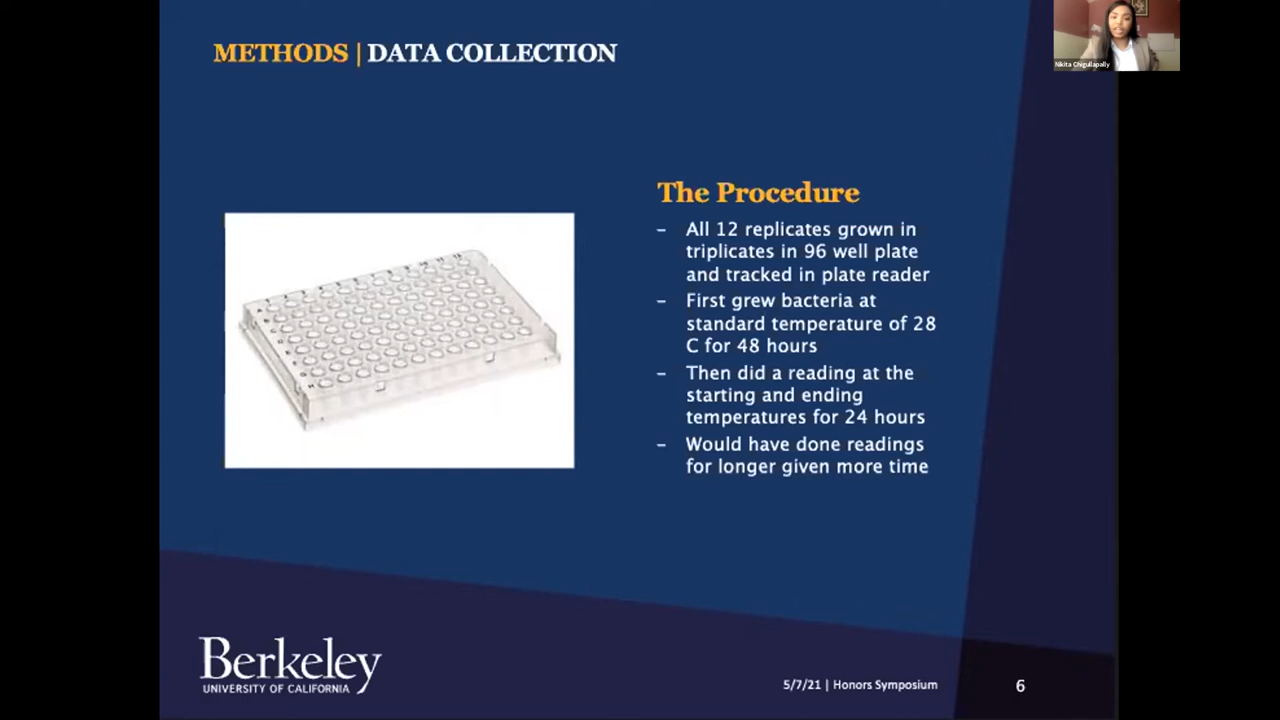 METHODS | DATA COLLECTION
Nikita Chigullapally
The Procedure
– All 12 replicates grown in
triplicates in 96 well plate
and tracked in plate reader
– First grew bacteria at
standard temperature of 28
C for 48 hours
– Then did a reading at the
starting and ending
temperatures for 24 hours
– Would have done readings
for longer given more time
Berkeley
UNIVERSITY OF CALIFORNIA
5/7/21 | Honors Symposium
6